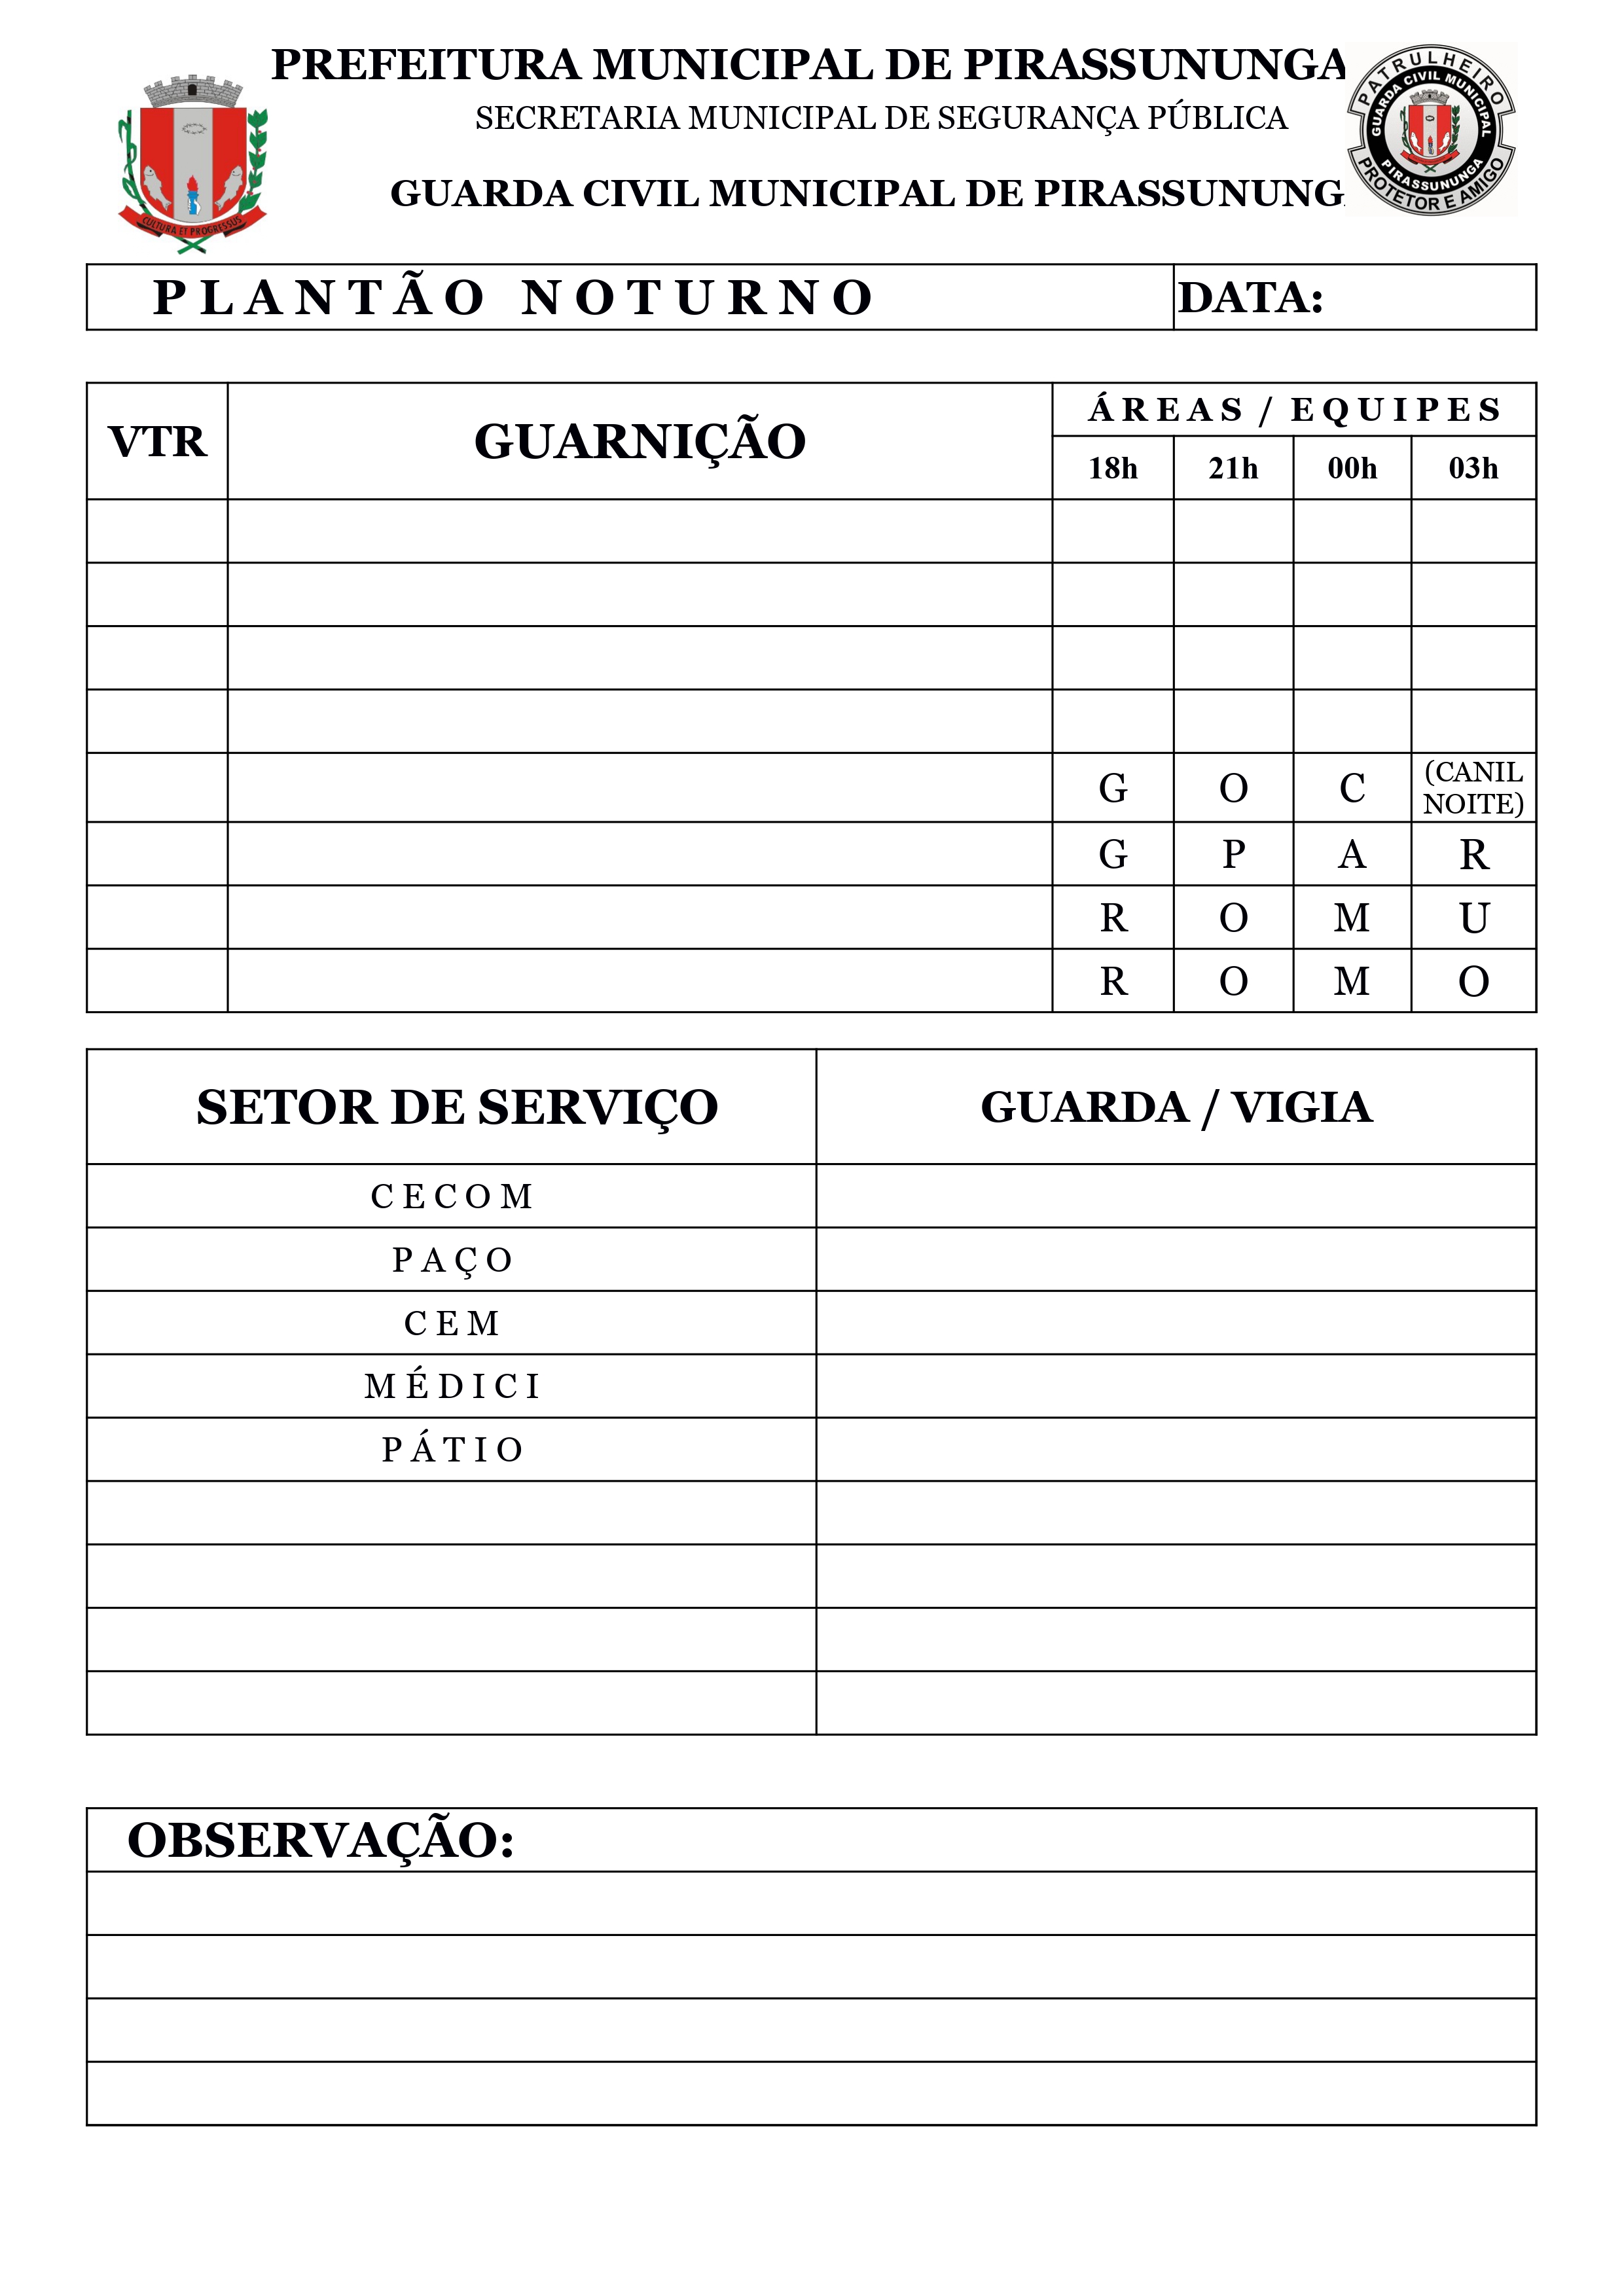 PREFEITURA MUNICIPAL DE PIRASSUNUNGA
SECRETARIA MUNICIPAL DE SEGURANÇA PÚBLICA
GUARDA CIVIL MUNICIPAL DE PIRASSUNUNG
CULTURA ET PROGRESSUS
PATRULHEIRO
GUARDA CIVIL MUNICIPAL
PIRASSUNUNGA
PROTETOR E AMIGO
PLANTÃO NOTURNO DATA:
VTR GUARNIÇÃO ÁREAS / EQUIPES
18h 21h 00h 03h
G O C (CANIL NOITE)
G P A R
R O M U
R O M O
SETOR DE SERVIÇO GUARDA / VIGIA
CECOM
PAÇO
CEM
MÉDICI
PÁTIO
OBSERVAÇÃO: